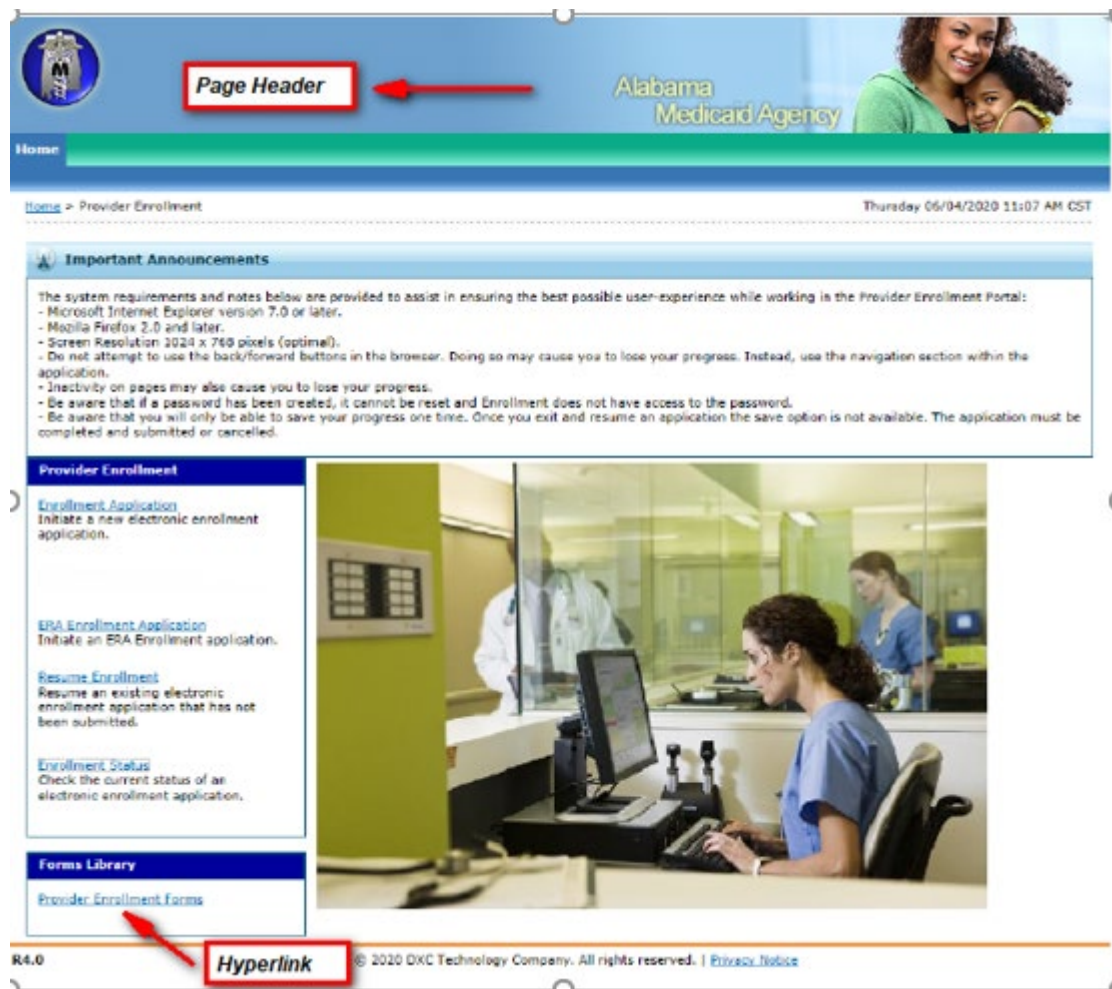 Page Header
Alabama
Medicaid Agency
Home
Home > Provider Enrollment
Thursday 06/04/2020 11:07 AM CST
Important Announcements
The system requirements and notes below are provided to assist in ensuring the best possible user-experience while working in the Provider Enrollment Portal:
- Microsoft Internet Explorer version 7.0 or later.
- Mozilla Firefox 2.0 and later.
- Screen Resolution 1024 x 768 pixels (optimal).
- Do not attempt to use the back/forward buttons in the browser. Doing so may cause you to lose your progress. Instead, use the navigation section within the
application.
- Inactivity on pages may also cause you to lose your progress.
- Be aware that if a password has been created, it cannot be reset and Enrollment does not have access to the password.
- Be aware that you will only be able to save your progress one time. Once you exit and resume an application the save option is not available. The application must be
completed and submitted or cancelled.
Provider Enrollment
Enrollment Application
Initiate a new electronic enrollment
application.
ERA Enrollment Application
Initiate an ERA Enrollment application.
Resume Enrollment
Resume an existing electronic
enrollment application that has not
been submitted.
Enrollment Status
Check the current status of an
electronic enrollment application.
Forms Library
Provider Enrollment Forms
Hyperlink
R4.0
© 2020 DXC Technology Company. All rights reserved. | Privacy Notice